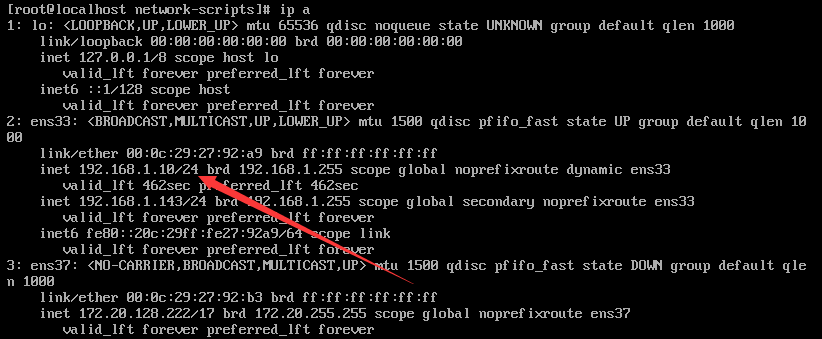 [root@localhost network-scripts]# ip a
1: lo: <LOOPBACK,UP,LOWER_UP> mtu 65536 qdisc noqueue state UNKNOWN group default qlen 1000
link/loopback 00:00:00:00:00:00 brd 00:00:00:00:00:00
inet 127.0.0.1/8 scope host lo
valid_lft forever preferred_lft forever
inet6 ::1/128 scope host
valid_lft forever preferred_lft forever
2: ens33: <BROADCAST,MULTICAST,UP,LOWER_UP> mtu 1500 qdisc pfifo_fast state UP group default qlen 10
00
link/ether 00:0c:29:27:92:a9 brd ff:ff:ff:ff:ff:ff
inet 192.168.1.10/24 brd 192.168.1.255 scope global noprefixroute dynamic ens33
valid_lft 462sec preferred_lft 462sec
inet 192.168.1.143/24 brd 192.168.1.255 scope global secondary noprefixroute ens33
valid_lft forever preferred_lft forever
inet6 fe80::20c:29ff:fe27:92a9/64 scope link
valid_lft forever preferred_lft forever
3: ens37: <NO-CARRIER,BROADCAST,MULTICAST,UP> mtu 1500 qdisc pfifo_fast state DOWN group default qle
n 1000
link/ether 00:0c:29:27:92:b3 brd ff:ff:ff:ff:ff:ff
inet 172.20.128.222/17 brd 172.20.255.255 scope global noprefixroute ens37
valid_lft forever preferred_lft forever